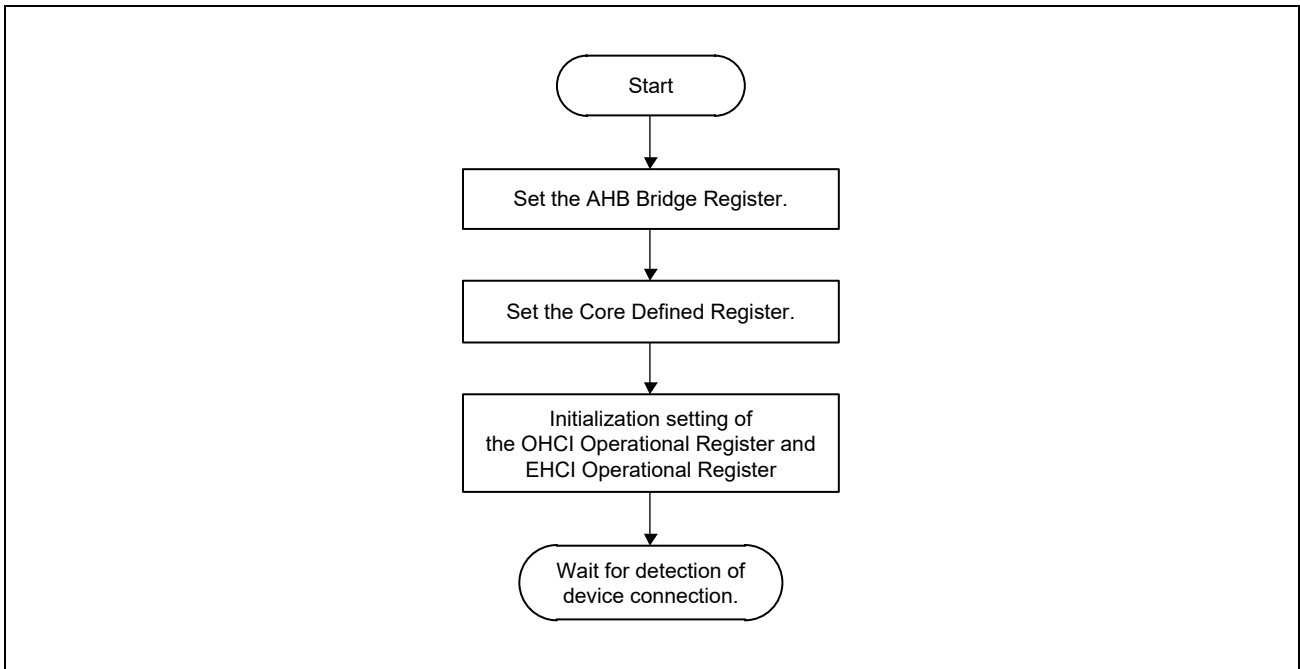 Start
Set the AHB Bridge Register.
Set the Core Defined Register.
Initialization setting of
the OHCI Operational Register and
EHCI Operational Register
Wait for detection of
device connection.